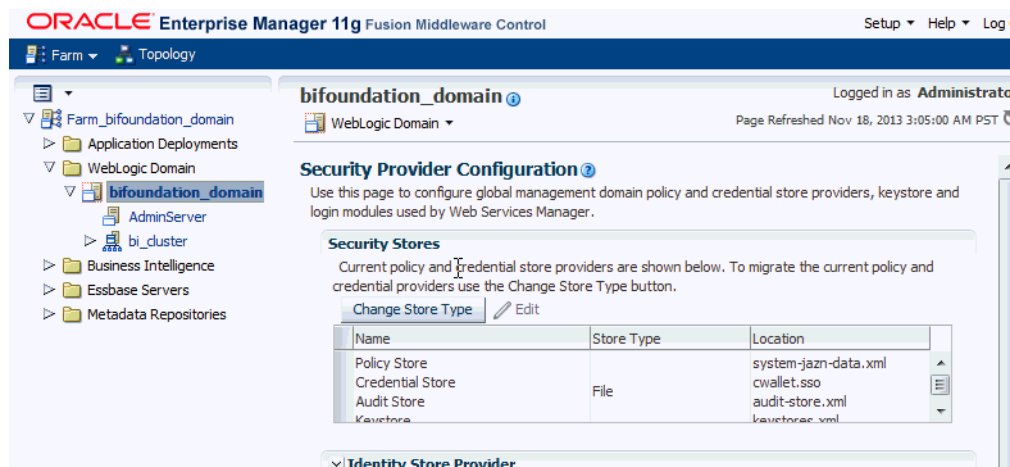 ORACLE Enterprise Manager 11g Fusion Middleware Control
Setup Help Log
Farm Topology
Farm_bifoundation_domain
Application Deployments
WebLogic Domain
bifoundation_domain
AdminServer
bi_cluster
Business Intelligence
Essbase Servers
Metadata Repositories
bifoundation_domain
Logged in as Administrato
WebLogic Domain
Page Refreshed Nov 18, 2013 3:05:00 AM PST
Security Provider Configuration
Use this page to configure global management domain policy and credential store providers, keystore and
login modules used by Web Services Manager.
Security Stores
Current policy and credential store providers are shown below. To migrate the current policy and
credential providers use the Change Store Type button.
Change Store Type Edit
Name Store Type Location
Policy Store system-jazn-data.xml
Credential Store cwallet.sso
File
Audit Store audit-store.xml
Keystore keystores.xml
Identity Store Provider